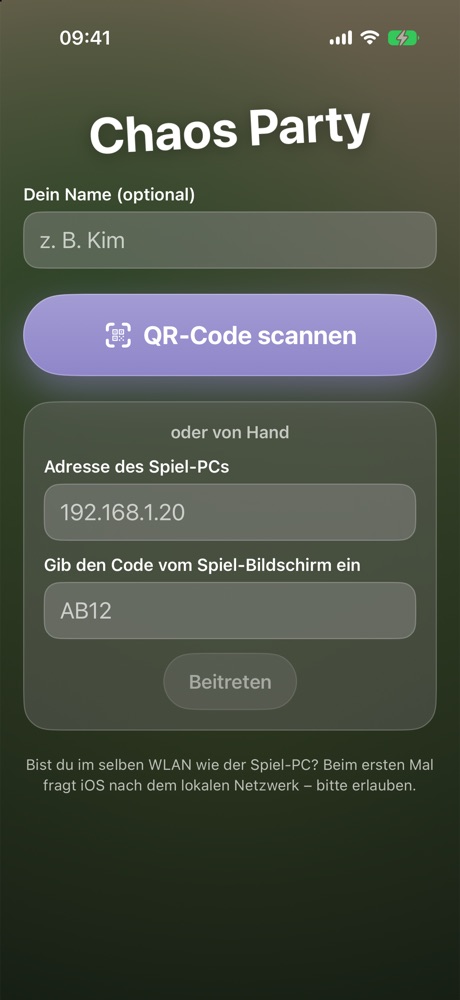 09:41
Chaos Party
Dein Name (optional)
z. B. Kim
QR-Code scannen
oder von Hand
Adresse des Spiel-PCs
192.168.1.20
Gib den Code vom Spiel-Bildschirm ein
AB12
Beitreten
Bist du im selben WLAN wie der Spiel-PC? Beim ersten Mal
fragt iOS nach dem lokalen Netzwerk – bitte erlauben.